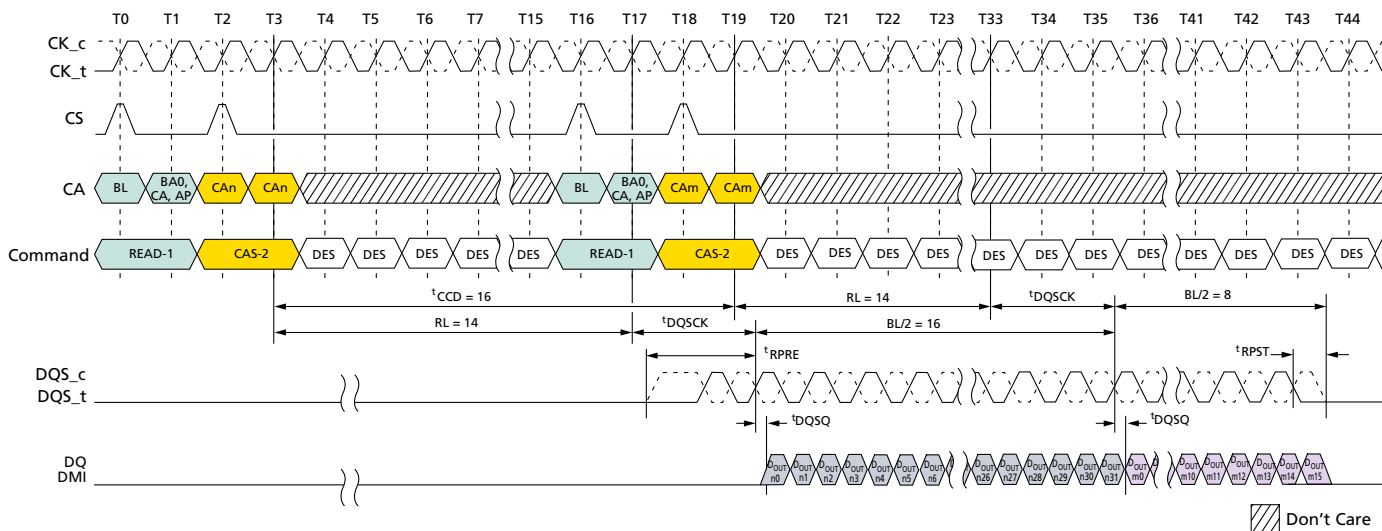 T0 T1 T2 T3 T4 T5 T6 T7 T15 T16 T17 T18 T19 T20 T21 T22 T23 T33 T34 T35 T36 T41 T42 T43 T44
CK_c
CK_t
CS
CA BL BA0, CA, AP CAn CAn BL BA0, CA, AP CAm CAm
Command READ-1 CAS-2 DES DES DES DES DES READ-1 CAS-2 DES DES DES DES DES DES DES DES DES DES DES DES
tCCD = 16 RL = 14 tDQSCK BL/2 = 8
RL = 14 tDQSCK BL/2 = 16
tRPRE tRPST
DQS_c
DQS_t
tDQSQ tDQSQ
DQ
DMI
DOUT n0 DOUT n1 DOUT n2 DOUT n3 DOUT n4 DOUT n5 DOUT n6 DOUT n26 DOUT n27 DOUT n28 DOUT n29 DOUT n30 DOUT n31 DOUT m0 DOUT m10 DOUT m11 DOUT m12 DOUT m13 DOUT m14 DOUT m15
Don't Care